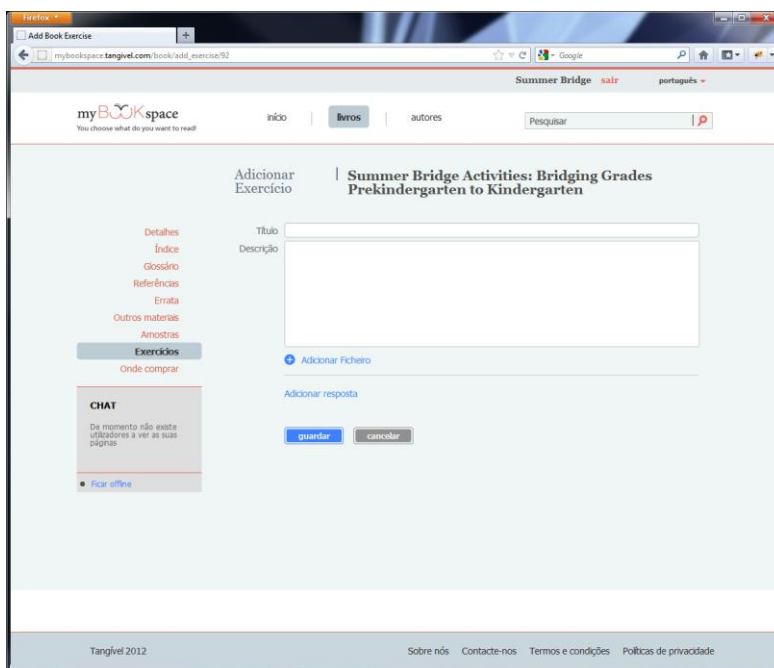 Firefox
Add Book Exercise
mybookspace.tangivel.com/book/add_exercise/92
Google
Summer Bridge sair português
myBOOKspace
You choose what do you want to read!
início livros autores
Pesquisar
Adicionar Exercício
Summer Bridge Activities: Bridging Grades
Prekindergarten to Kindergarten
Detalhes
Índice
Glossário
Referências
Errata
Outros materiais
Amostras
Exercícios
Onde comprar
Título
Descrição
Adicionar Ficheiro
Adicionar resposta
guardar cancelar
CHAT
De momento não existe
utilizadores a ver as suas
páginas
Ficar offline
Tangível 2012
Sobre nós Contacte-nos Termos e condições Políticas de privacidade